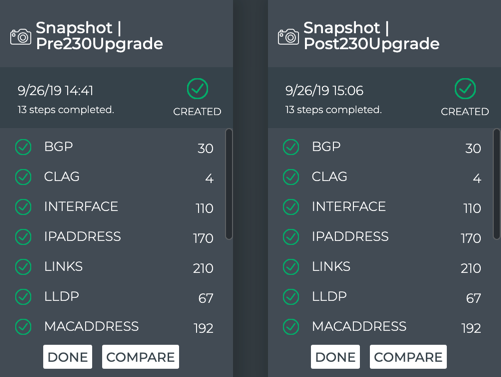 Snapshot |
Pre230Upgrade
9/26/19 14:41
13 steps completed.
CREATED
BGP 30
CLAG 4
INTERFACE 110
IPADDRESS 170
LINKS 210
LLDP 67
MACADDRESS 192
DONE COMPARE
Snapshot |
Post230Upgrade
9/26/19 15:06
13 steps completed.
CREATED
BGP 30
CLAG 4
INTERFACE 110
IPADDRESS 170
LINKS 210
LLDP 67
MACADDRESS 192
DONE COMPARE